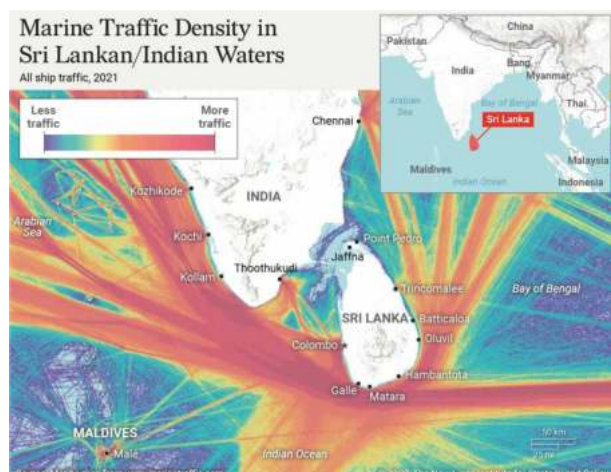 Marine Traffic Density in
Sri Lankan/Indian Waters
All ship traffic, 2021
Less
traffic
More
traffic
China
Pakistan
India
Bang.
Myanmar
Thai.
Arabian
Sea
Bay of Bengal
Sri Lanka
Maldives
Malaysia
Indian Ocean
Indonesia
Chennai
Kozhikode
INDIA
Arabian
Sea
Kochi
Point Pedro
Jaffna
Kollam
Thoothukudi
Trincomalee
Bay of Bengal
SRI LANKA
Batticaloa
Colombo
Oluvil
Hambantota
Galle
Matara
MALDIVES
Malé
Indian Ocean
50 km
25 mi